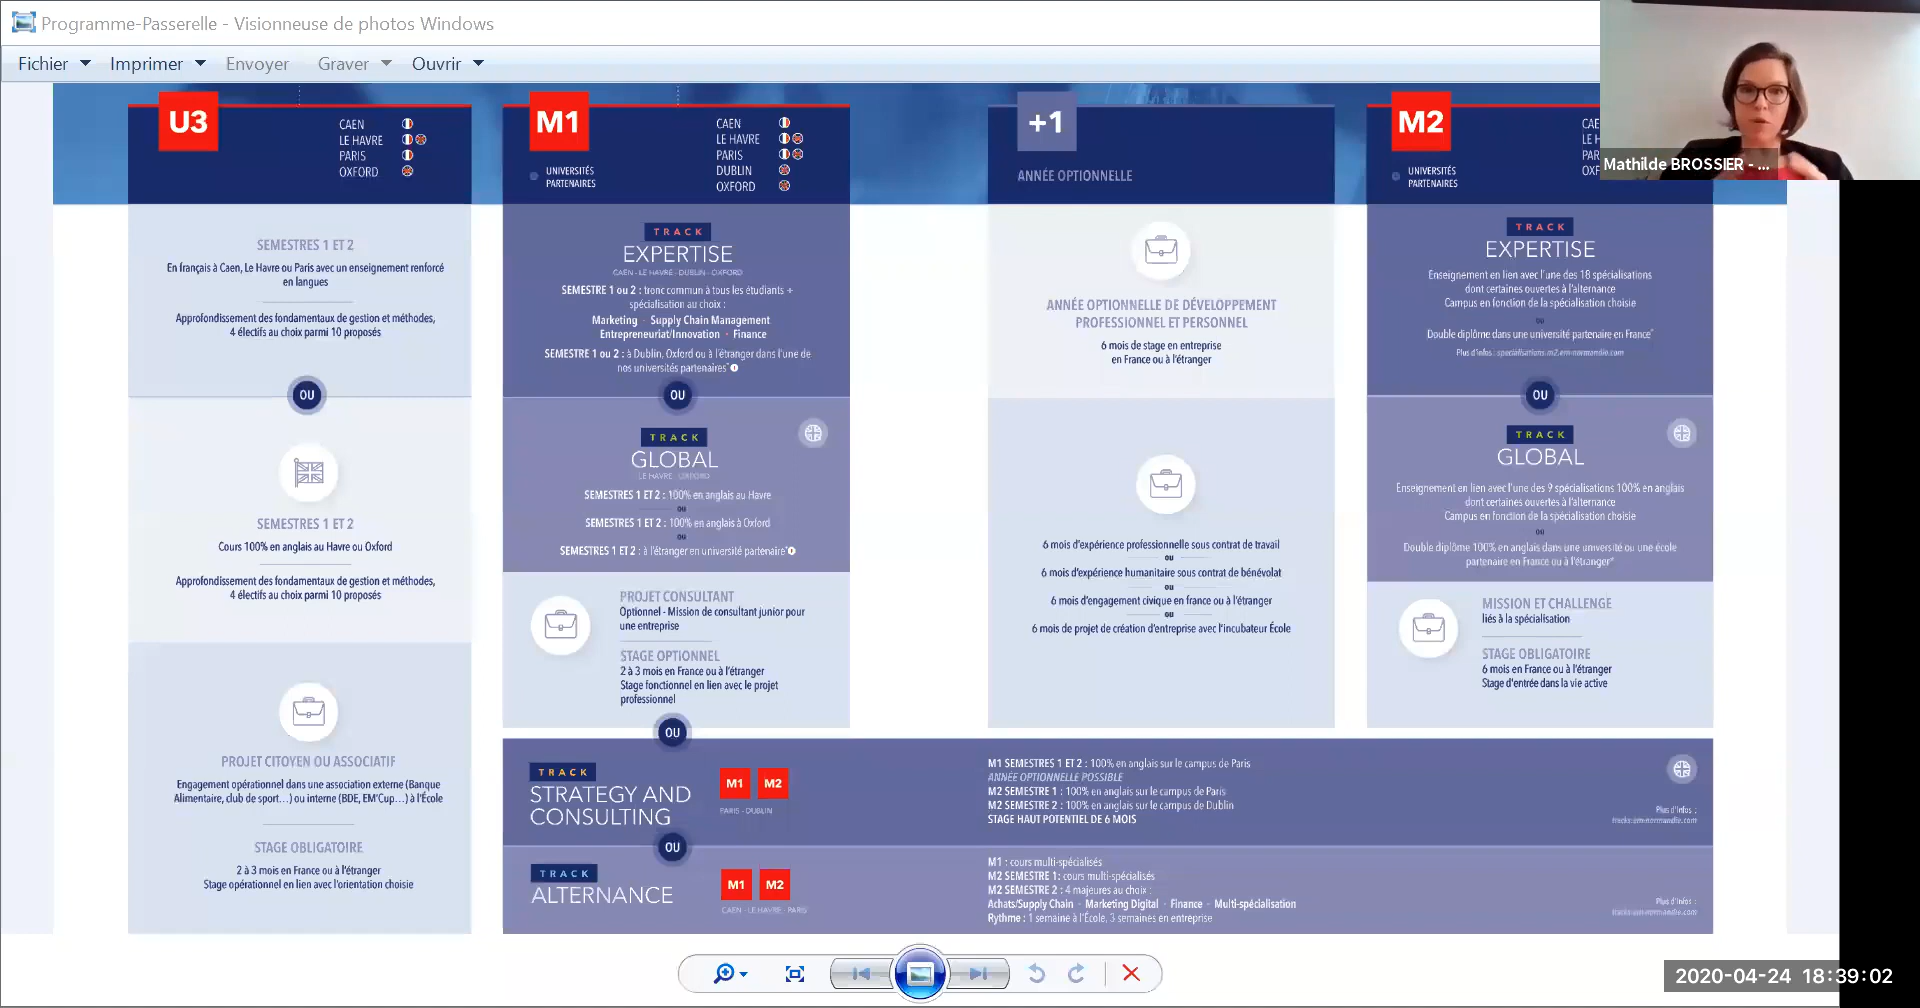 Programme-Passerelle - Visionneuse de photos Windows
Fichier Imprimer Envoyer Graver Ouvrir
Mathilde BROSSIER - ...
U3
CAEN
LE HAVRE
PARIS
OXFORD
SEMESTRES 1 ET 2
En français à Caen, Le Havre ou Paris avec un enseignement renforcé
en langues
Approfondissement des fondamentaux de gestion et méthodes,
4 électifs au choix parmi 10 proposés
OU
SEMESTRES 1 ET 2
Cours 100% en anglais au Havre ou Oxford
Approfondissement des fondamentaux de gestion et méthodes,
4 électifs au choix parmi 10 proposés
PROJET CITOYEN OU ASSOCIATIF
Engagement opérationnel dans une association externe (Banque
Alimentaire, club de sport...) ou interne (BDE, EM'Cup...) à l'École
STAGE OBLIGATOIRE
2 à 3 mois en France ou à l'étranger
Stage opérationnel en lien avec l'orientation choisie
M1
UNIVERSITÉS
PARTENAIRES
CAEN
LE HAVRE
PARIS
DUBLIN
OXFORD
TRACK
EXPERTISE
CAEN - LE HAVRE - DUBLIN - OXFORD
SEMESTRE 1 ou 2 : tronc commun à tous les étudiants +
spécialisation au choix :
Marketing - Supply Chain Management
Entrepreneuriat/Innovation - Finance
SEMESTRE 1 ou 2 : à Dublin, Oxford ou à l'étranger dans l'une de
nos universités partenaires*
OU
TRACK
GLOBAL
LE HAVRE - OXFORD
SEMESTRES 1 ET 2 : 100% en anglais au Havre
ou
SEMESTRES 1 ET 2 : 100% en anglais à Oxford
ou
SEMESTRES 1 ET 2 : à l'étranger en université partenaire*
PROJET CONSULTANT
Optionnel - Mission de consultant junior pour
une entreprise
STAGE OPTIONNEL
2 à 3 mois en France ou à l'étranger
Stage fonctionnel en lien avec le projet
professionnel
+1
ANNÉE OPTIONNELLE
ANNÉE OPTIONNELLE DE DÉVELOPPEMENT
PROFESSIONNEL ET PERSONNEL
6 mois de stage en entreprise
en France ou à l'étranger
6 mois d'expérience professionnelle sous contrat de travail
ou
6 mois d'expérience humanitaire sous contrat de bénévolat
ou
6 mois d'engagement civique en france ou à l'étranger
ou
6 mois de projet de création d'entreprise avec l'incubateur École
M2
UNIVERSITÉS
PARTENAIRES
CAE
LE H
PAR
OXF
TRACK
EXPERTISE
Enseignement en lien avec l'une des 18 spécialisations
dont certaines ouvertes à l'alternance
Campus en fonction de la spécialisation choisie
ou
Double diplôme dans une université partenaire en France*
Plus d'infos : specialisations-m2.em-normandie.com
OU
TRACK
GLOBAL
Enseignement en lien avec l'une des 9 spécialisations 100% en anglais
dont certaines ouvertes à l'alternance
Campus en fonction de la spécialisation choisie
ou
Double diplôme 100% en anglais dans une université ou une école
partenaire en France ou à l'étranger*
MISSION ET CHALLENGE
liés à la spécialisation
STAGE OBLIGATOIRE
6 mois en France ou à l'étranger
Stage d'entrée dans la vie active
OU
TRACK
STRATEGY AND
CONSULTING
M1 M2
PARIS - DUBLIN
M1 SEMESTRES 1 ET 2 : 100% en anglais sur le campus de Paris
ANNÉE OPTIONNELLE POSSIBLE
M2 SEMESTRE 1 : 100% en anglais sur le campus de Paris
M2 SEMESTRE 2 : 100% en anglais sur le campus de Dublin
STAGE HAUT POTENTIEL DE 6 MOIS
Plus d'infos :
tracks.em-normandie.com
OU
TRACK
ALTERNANCE
M1 M2
CAEN - LE HAVRE - PARIS
M1 : cours multi-spécialisés
M2 SEMESTRE 1: cours multi-spécialisés
M2 SEMESTRE 2 : 4 majeures au choix :
Achats/Supply Chain - Marketing Digital - Finance - Multi-spécialisation
Rythme : 1 semaine à l'École, 3 semaines en entreprise
Plus d'infos :
tracks.em-normandie.com
2020-04-24 18:39:02